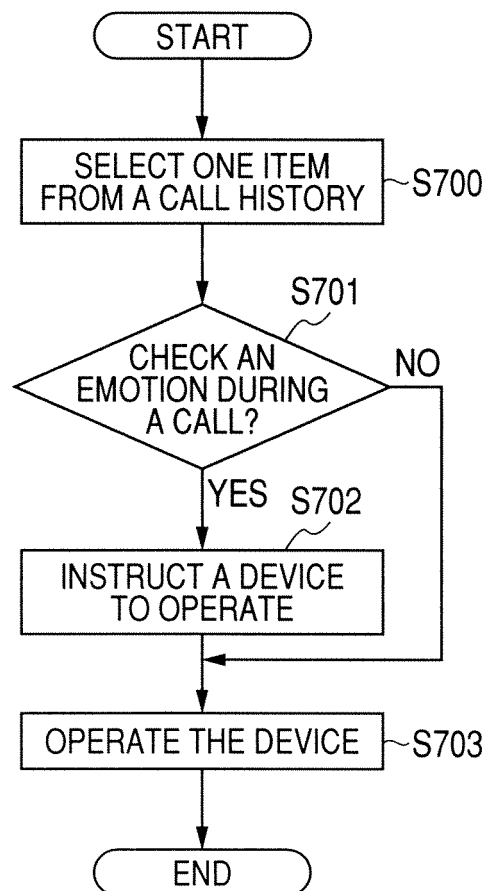 START
SELECT ONE ITEM
FROM A CALL HISTORY
S700
S701
CHECK AN
EMOTION DURING
A CALL?
NO
YES
S702
INSTRUCT A DEVICE
TO OPERATE
OPERATE THE DEVICE
S703
END